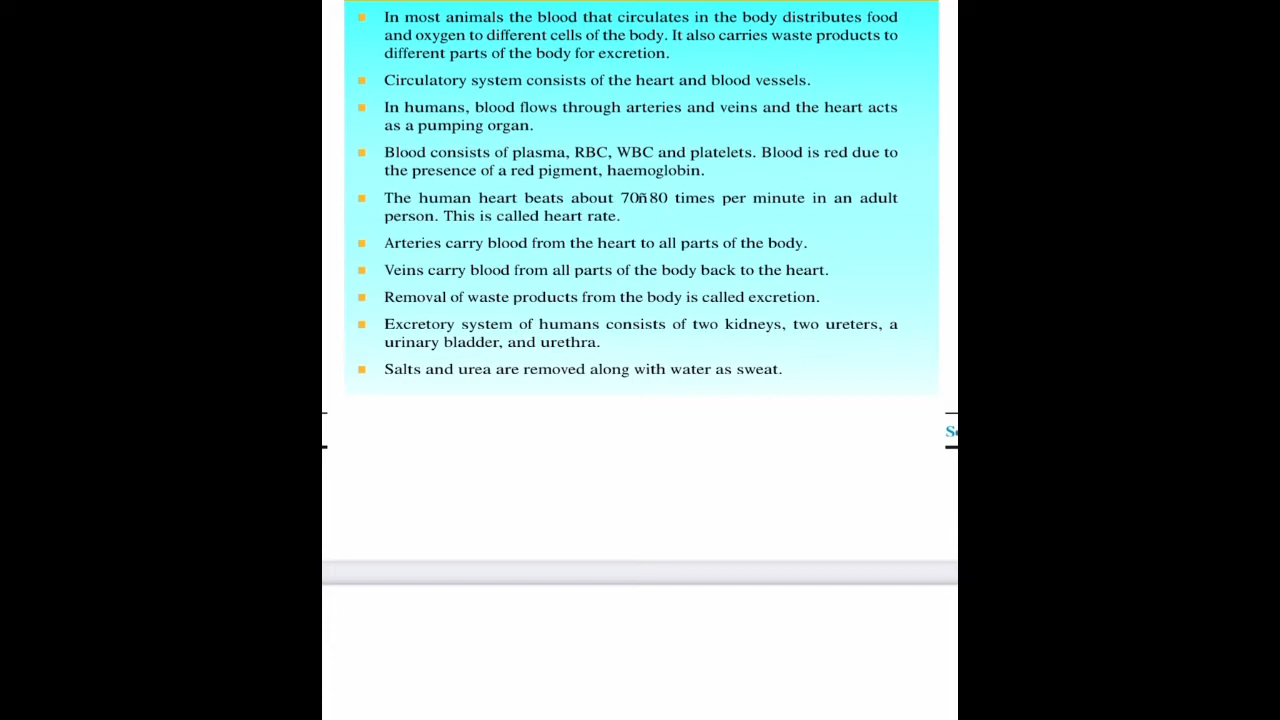 In most animals the blood that circulates in the body distributes food
and oxygen to different cells of the body. It also carries waste products to
different parts of the body for excretion.
Circulatory system consists of the heart and blood vessels.
In humans, blood flows through arteries and veins and the heart acts
as a pumping organ.
Blood consists of plasma, RBC, WBC and platelets. Blood is red due to
the presence of a red pigment, haemoglobin.
The human heart beats about 70ñ80 times per minute in an adult
person. This is called heart rate.
Arteries carry blood from the heart to all parts of the body.
Veins carry blood from all parts of the body back to the heart.
Removal of waste products from the body is called excretion.
Excretory system of humans consists of two kidneys, two ureters, a
urinary bladder, and urethra.
Salts and urea are removed along with water as sweat.